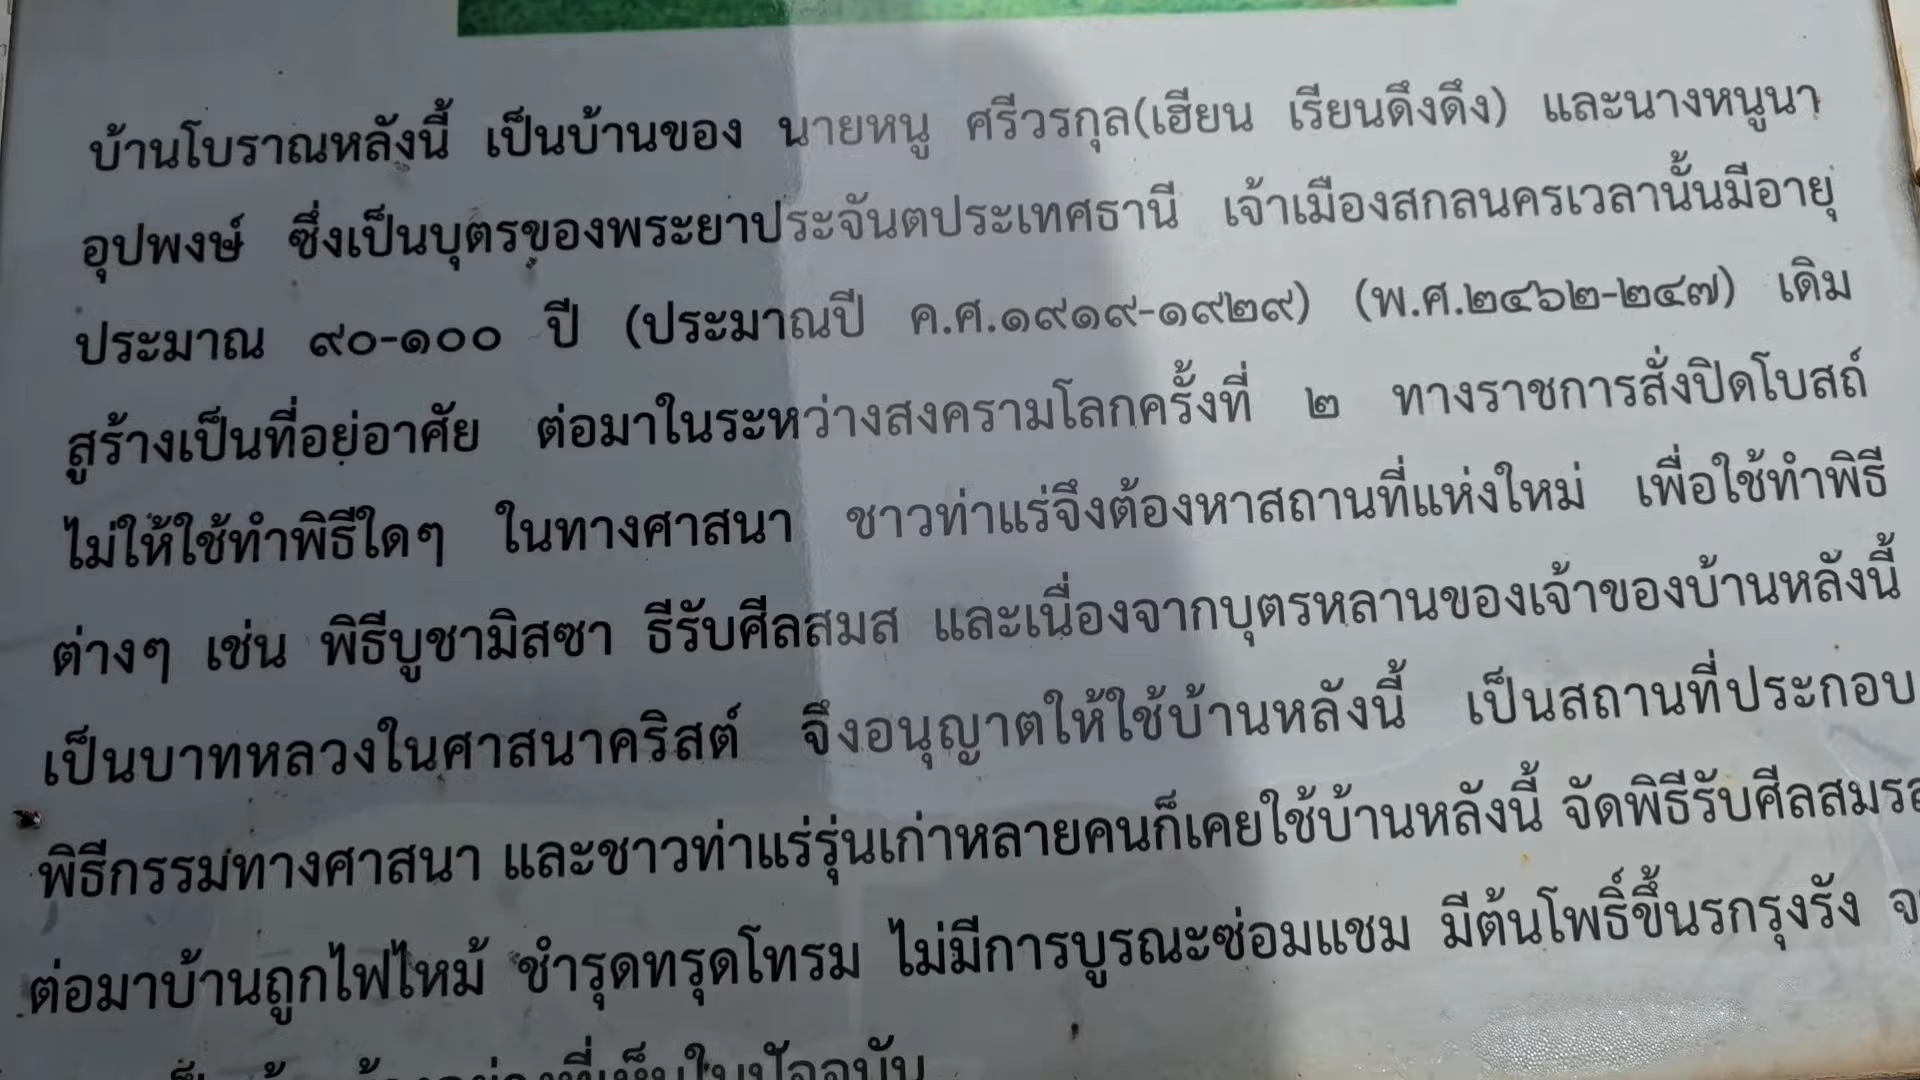 บ้านโบราณหลังนี้ เป็นบ้านของ นายหนู ศรีวรกุล(เฮียน เรียนดึงดึง) และนางหนูนา
อุปพงษ์ ซึ่งเป็นบุตรของพระยาประจันตประเทศธานี เจ้าเมืองสกลนครเวลานั้นมีอายุ
ประมาณ ๙๐-๑๐๐ ปี (ประมาณปี ค.ศ.๑๙๑๙-๑๙๒๙) (พ.ศ.๒๔๖๒-๒๔๗) เดิม
สูร้างเป็นที่อยู่อาศัย ต่อมาในระหว่างสงครามโลกครั้งที่ ๒ ทางราชการสั่งปิดโบสถ์
ไม่ให้ใช้ทำพิธีใดๆ ในทางศาสนา ชาวท่าแร่จึงต้องหาสถานที่แห่งใหม่ เพื่อใช้ทำพิธี
ต่างๆ เช่น พิธีบูชามิสซา ธีรับศีลสมส และเนื่องจากบุตรหลานของเจ้าของบ้านหลังนี้
เป็นบาทหลวงในศาสนาคริสต์ จึงอนุญาตให้ใช้บ้านหลังนี้ เป็นสถานที่ประกอบ
พิธีกรรมทางศาสนา และชาวท่าแร่รุ่นเก่าหลายคนก็เคยใช้บ้านหลังนี้ จัดพิธีรับศีลสมรส
ต่อมาบ้านถูกไฟไหม้ ชำรุดทรุดโทรม ไม่มีการบูรณะซ่อมแซม มีต้นโพธิ์ขึ้นรกรุงรัง
อย่างที่เห็นในปัจจุบัน